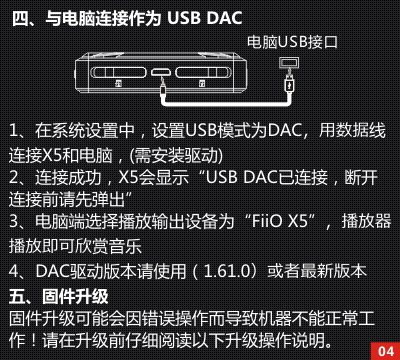 四、与电脑连接作为 USB DAC
电脑USB接口
1、在系统设置中，设置USB模式为DAC，用数据线
连接X5和电脑，(需安装驱动)
2、连接成功，X5会显示“USB DAC已连接，断开
连接前请先弹出”
3、电脑端选择播放输出设备为“FiiO X5”，播放器
播放即可欣赏音乐
4、DAC驱动版本请使用（1.61.0）或者最新版本
五、固件升级
固件升级可能会因错误操作而导致机器不能正常工
作！请在升级前仔细阅读以下升级操作说明。
04